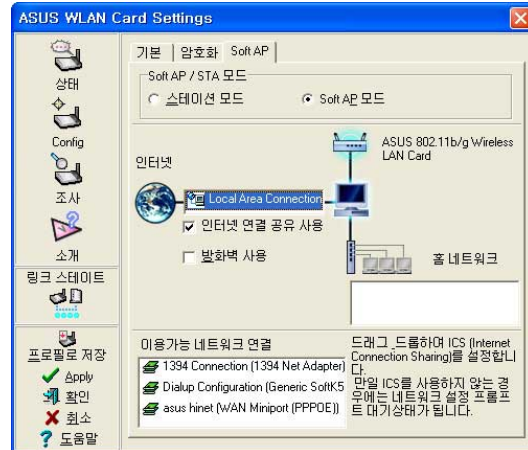 ASUS WLAN Card Settings
상태
Config
조사
소개
링크 스테이트
프로필로 저장
Apply
확인
취소
도움말
기본
암호화
Soft AP
Soft AP / STA 모드
스테이션 모드
Soft AP 모드
인터넷
ASUS 802.11b/g Wireless
LAN Card
Local Area Connection
인터넷 연결 공유 사용
방화벽 사용
홈 네트워크
이용가능 네트워크 연결
1394 Connection (1394 Net Adapter)
Dialup Configuration (Generic SoftK5
asus hinet (WAN Miniport (PPPOE))
드래그_드롭하여 ICS (Internet
Connection Sharing)를 설정합니
다.
만일 ICS를 사용하지 않는 경
우에는 네트워크 설정 프롬프
트 대기상태가 됩니다.